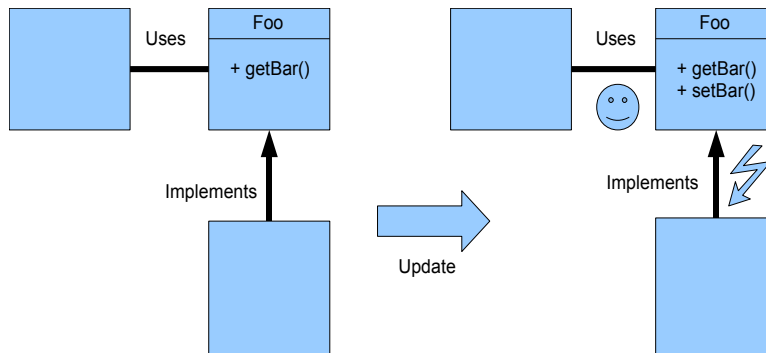 Uses
Foo
+ getBar()
Implements
Update
Uses
Foo
+ getBar()
+ setBar()
Implements